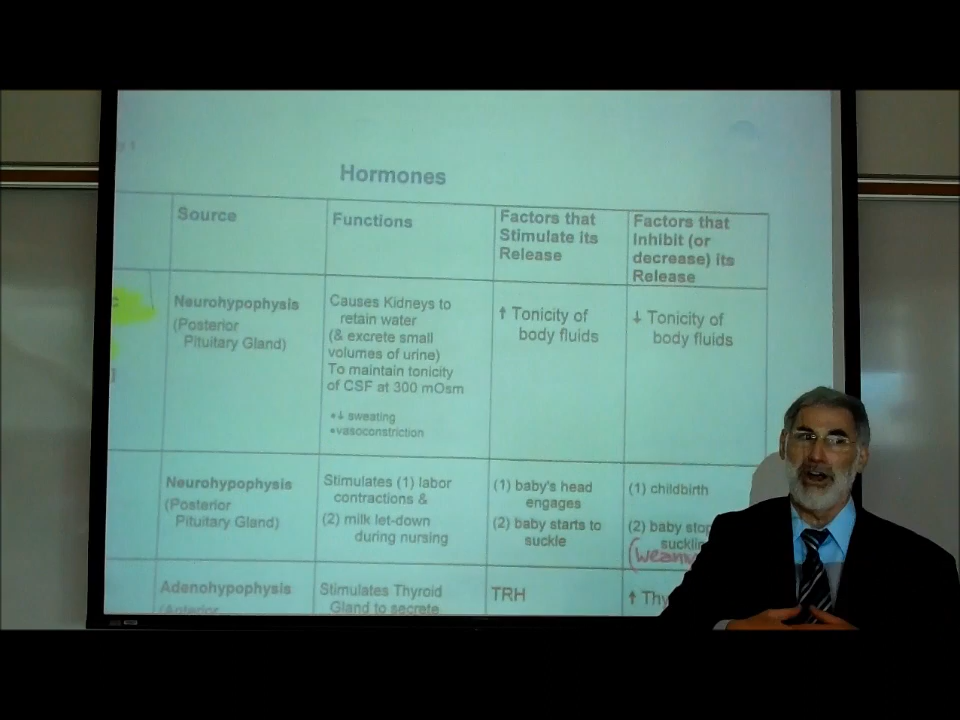 Hormones
Source
Functions
Factors that
Stimulate its
Release
Factors that
Inhibit (or
decrease) its
Release
Neurohypophysis
(Posterior
Pituitary Gland)
Causes Kidneys to
retain water
(& excrete small
volumes of urine)
To maintain tonicity
of CSF at 300 mOsm
•↓ sweating
•vasoconstriction
↑ Tonicity of
body fluids
↓ Tonicity of
body fluids
Neurohypophysis
(Posterior
Pituitary Gland)
Stimulates (1) labor
contractions &
(2) milk let-down
during nursing
(1) baby's head
engages
(2) baby starts to
suckle
(1) childbirth
(2) baby stop
sucklin
(weani
Adenohypophysis
(Anterior
Stimulates Thyroid
Gland to secrete
TRH
↑ Thy